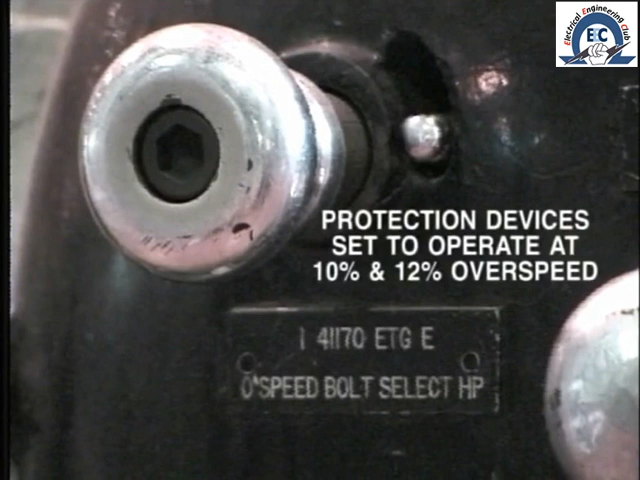 Electrical Engineering Club
EEC
PROTECTION DEVICES
SET TO OPERATE AT
10% & 12% OVERSPEED
1 41170 ETG E
O'SPEED BOLT SELECT HP